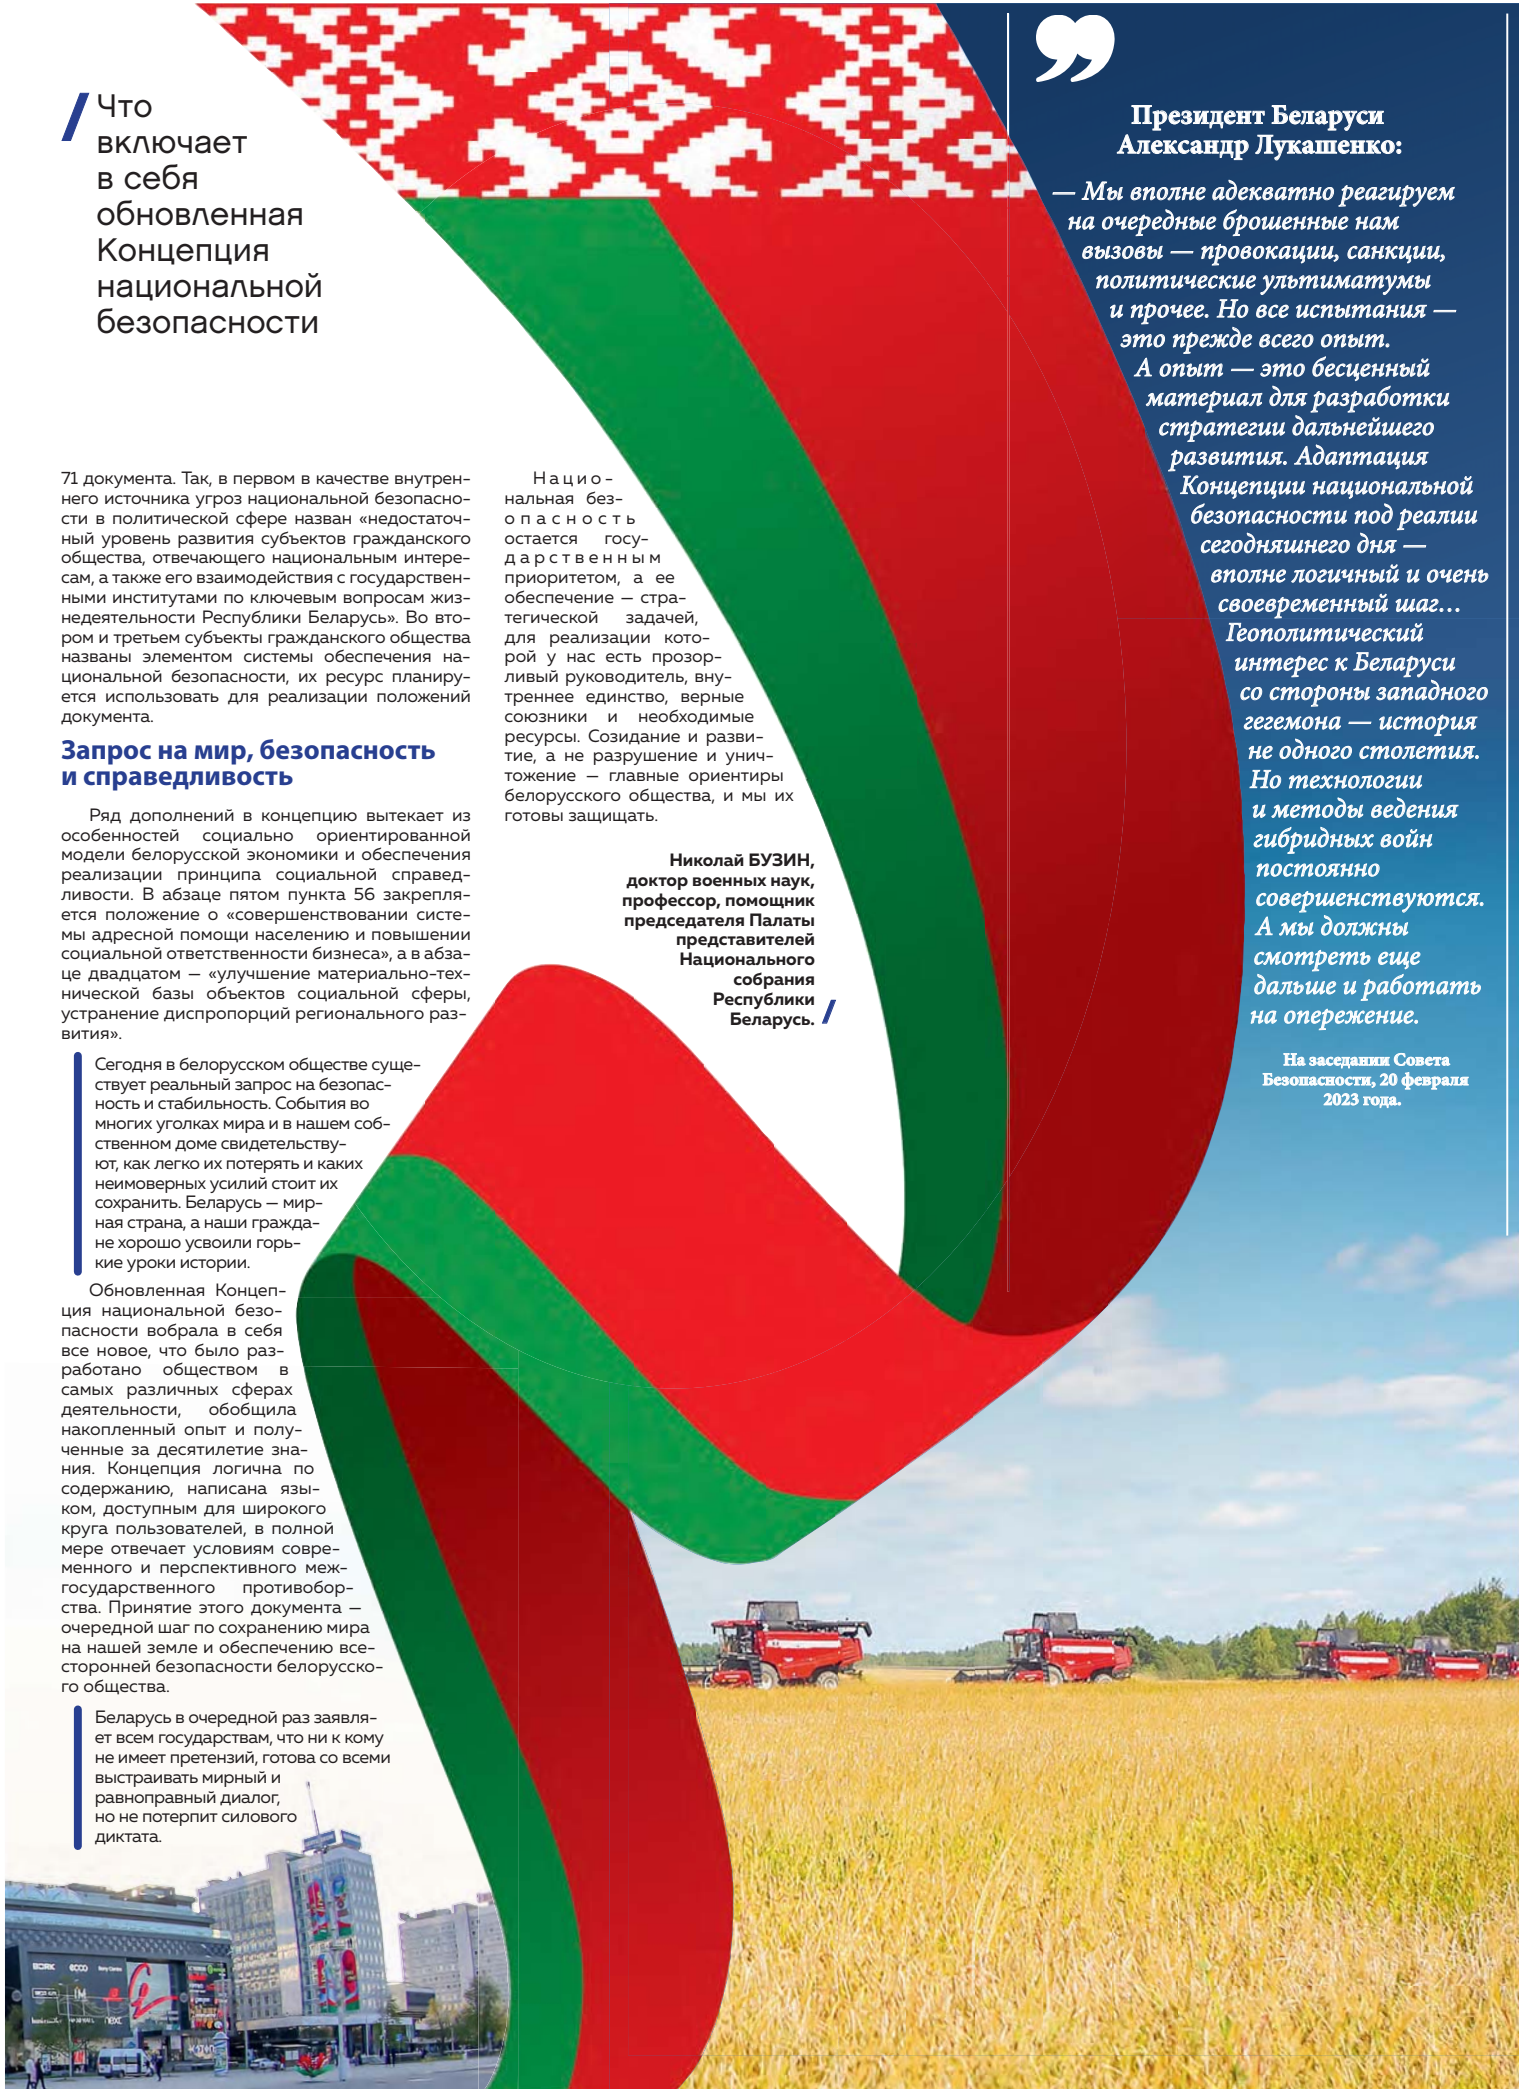 Что
включает
в себя
обновленная
Концепция
национальной
безопасности
71 документа. Так, в первом в качестве внутрен-
него источника угроз национальной безопасно-
сти в политической сфере назван «недостаточ-
ный уровень развития субъектов гражданского
общества, отвечающего национальным интере-
сам, а также его взаимодействия с государствен-
ными институтами по ключевым вопросам жиз-
недеятельности Республики Беларусь». Во вто-
ром и третьем субъекты гражданского общества
названы элементом системы обеспечения на-
циональной безопасности, их ресурс планиру-
ется использовать для реализации положений
документа.
Запрос на мир, безопасность
и справедливость
Ряд дополнений в концепцию вытекает из
особенностей социально ориентированной
модели белорусской экономики и обеспечения
реализации принципа социальной справед-
ливости. В абзаце пятом пункта 56 закрепля-
ется положение о «совершенствовании систе-
мы адресной помощи населению и повышении
социальной ответственности бизнеса», а в абза-
це двадцатом — «улучшение материально-тех-
нической базы объектов социальной сферы,
устранение диспропорций регионального раз-
вития».
Сегодня в белорусском обществе суще-
ствует реальный запрос на безопас-
ность и стабильность. События во
многих уголках мира и в нашем соб-
ственном доме свидетельству-
ют, как легко их потерять и каких
неимоверных усилий стоит их
сохранить. Беларусь — мир-
ная страна, а наши гражда-
не хорошо усвоили горь-
кие уроки истории.
Обновленная Концеп-
ция национальной безо-
пасности вобрала в себя
все новое, что было раз-
работано обществом в
самых различных сферах
деятельности, обобщила
накопленный опыт и полу-
ченные за десятилетие зна-
ния. Концепция логична по
содержанию, написана язы-
ком, доступным для широкого
круга пользователей, в полной
мере отвечает условиям совре-
менного и перспективного меж-
государственного противобор-
ства. Принятие этого документа —
очередной шаг по сохранению мира
на нашей земле и обеспечению все-
сторонней безопасности белорусско-
го общества.
Беларусь в очередной раз заявля-
ет всем государствам, что ни к кому
не имеет претензий, готова со всеми
выстраивать мирный и
равноправный диалог,
но не потерпит силового
диктата.
Нацио-
нальная без-
опасность
остается госу-
дарственным
приоритетом, а ее
обеспечение — стра-
тегической задачей,
для реализации кото-
рой у нас есть прозор-
ливый руководитель, вну-
треннее единство, верные
союзники и необходимые
ресурсы. Созидание и разви-
тие, а не разрушение и унич-
тожение — главные ориентиры
белорусского общества, и мы их
готовы защищать.
Николай БУЗИН,
доктор военных наук,
профессор, помощник
председателя Палаты
представителей
Национального
собрания
Республики
Беларусь.
Президент Беларуси
Александр Лукашенко:
— Мы вполне адекватно реагируем
на очередные брошенные нам
вызовы — провокации, санкции,
политические ультиматумы
и прочее. Но все испытания —
это прежде всего опыт.
А опыт — это бесценный
материал для разработки
стратегии дальнейшего
развития. Адаптация
Концепции национальной
безопасности под реалии
сегодняшнего дня —
вполне логичный и очень
своевременный шаг…
Геополитический
интерес к Беларуси
со стороны западного
гегемона — история
не одного столетия.
Но технологии
и методы ведения
гибридных войн
постоянно
совершенствуются.
А мы должны
смотреть еще
дальше и работать
на опережение.
На заседании Совета
Безопасности, 20 февраля
2023 года.
BORK ecco
next